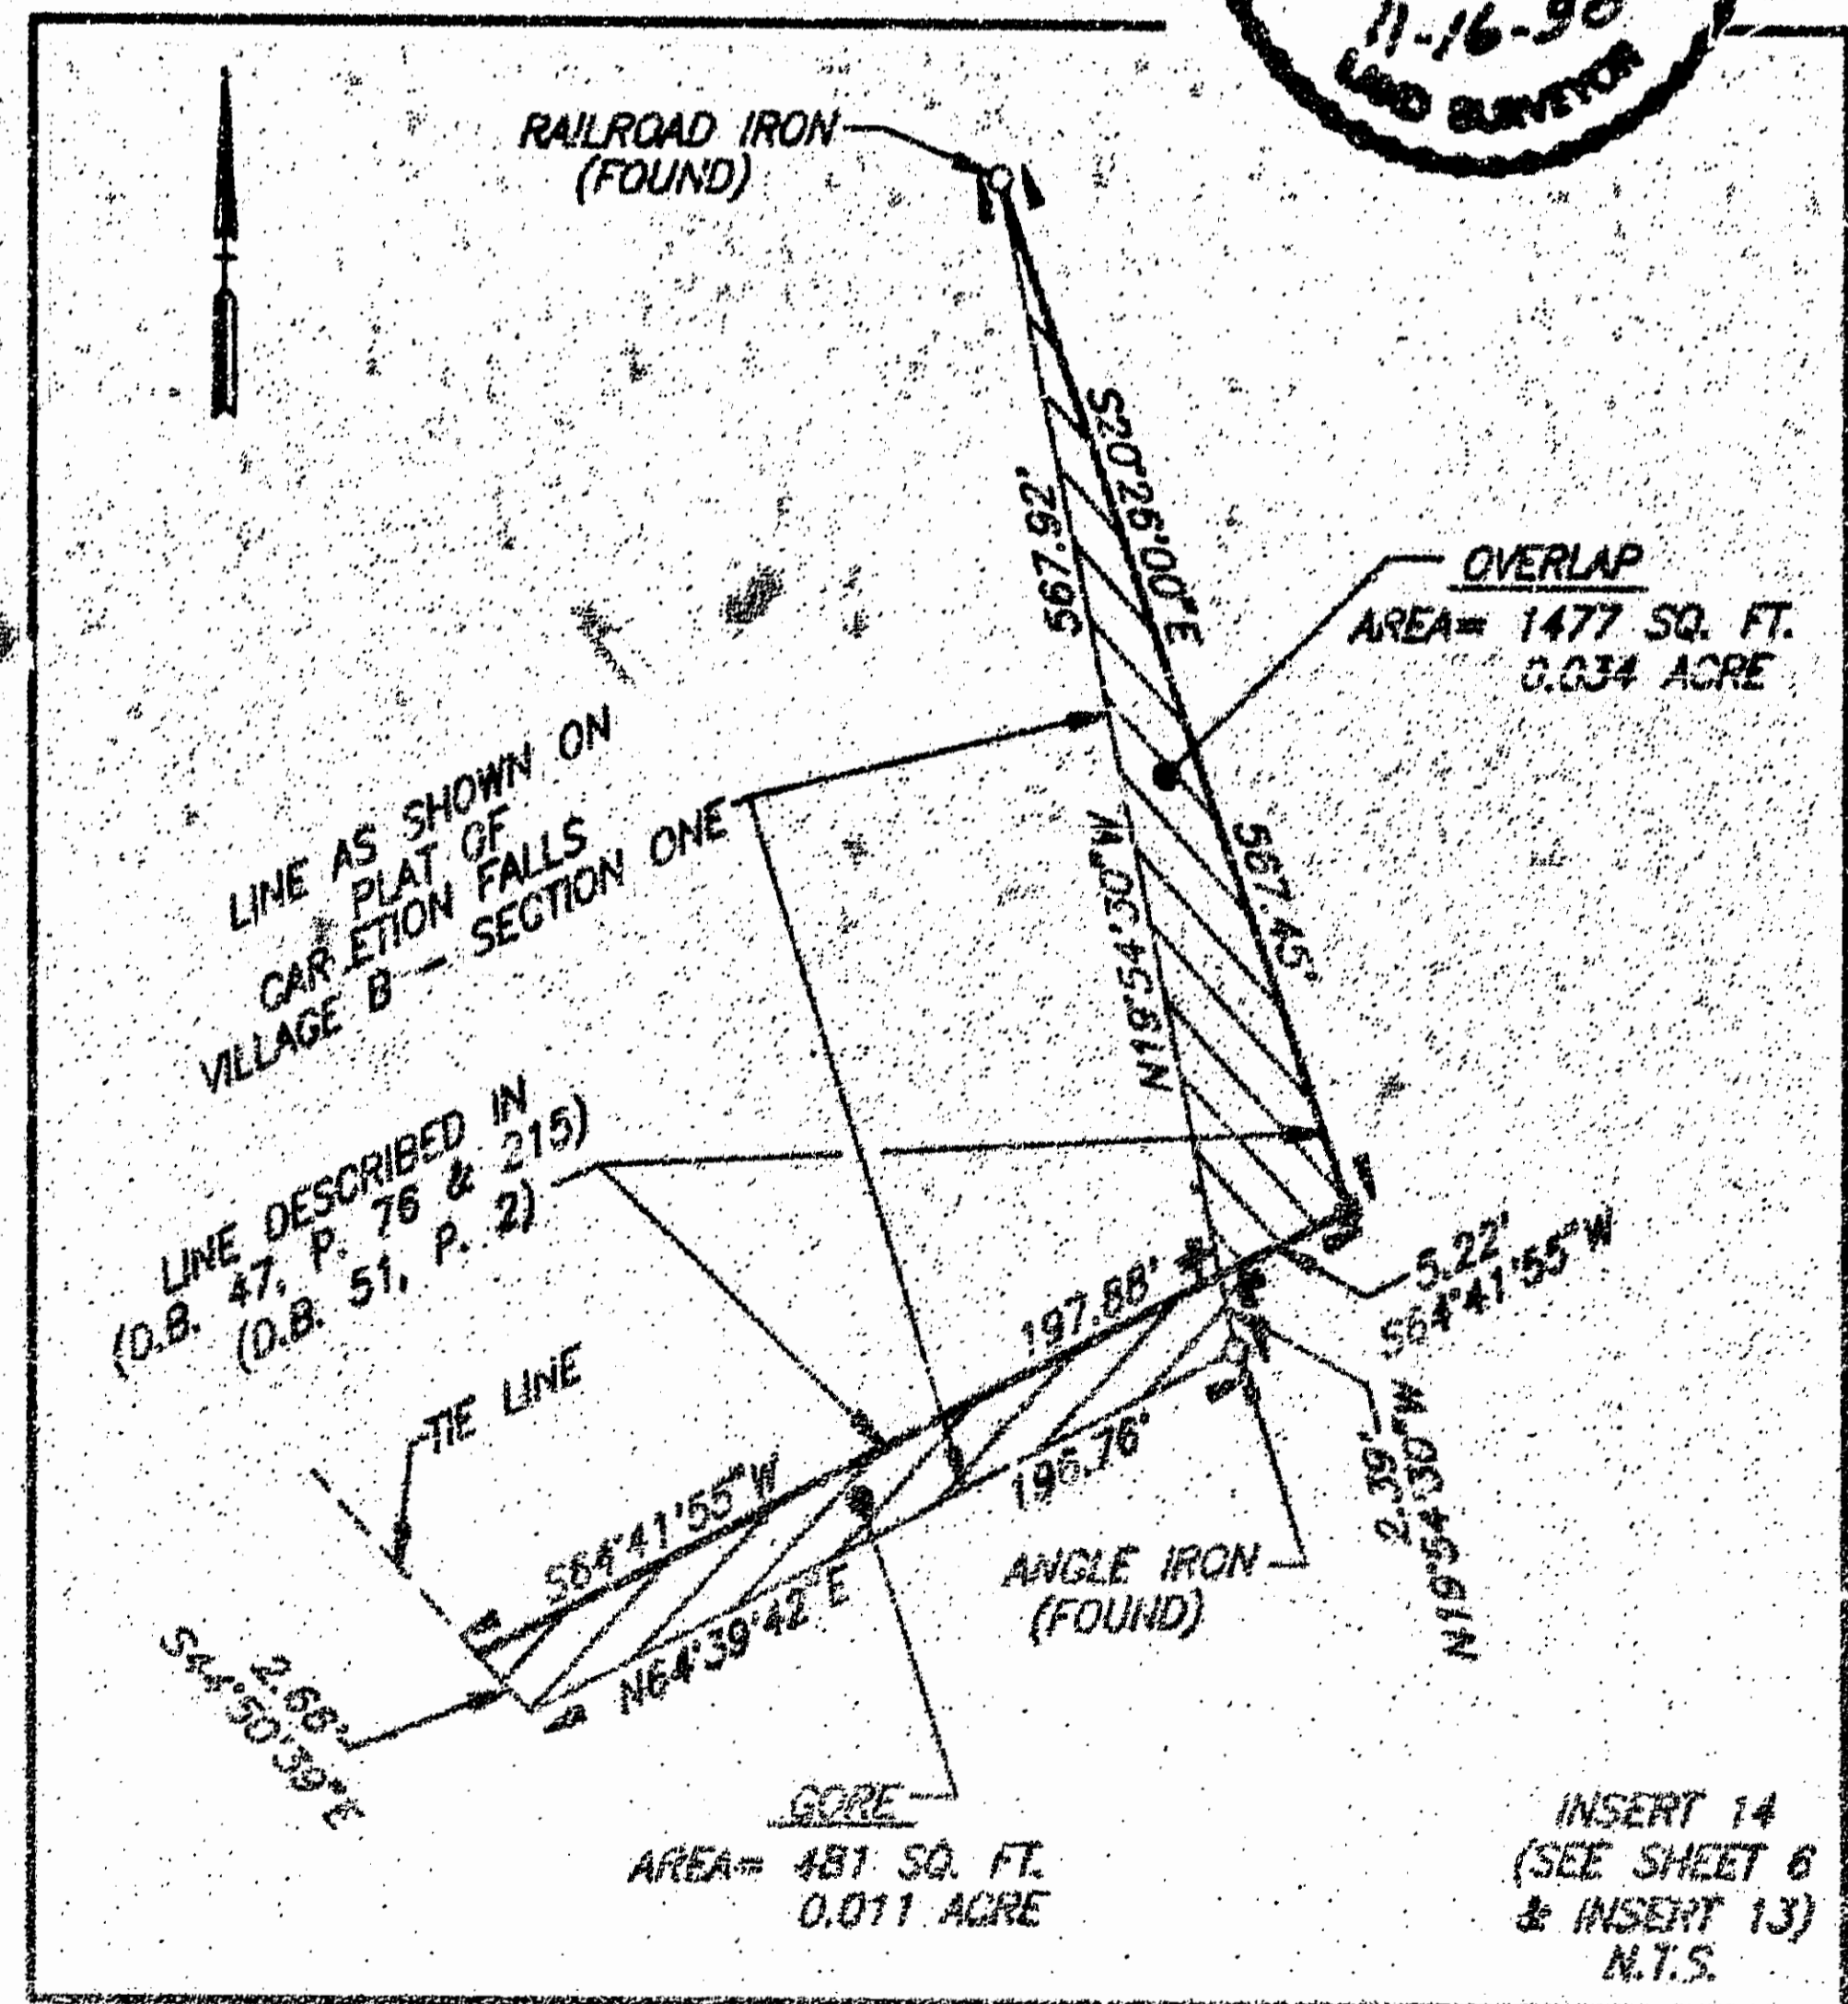 11-16-90
LAND SURVEYOR
RAILROAD IRON
(FOUND)
S20°26'00"E
567.92'
OVERLAP
AREA= 1477 SQ. FT.
0.034 ACRE
LINE AS SHOWN ON
PLAT OF
CAR ETION FALLS
VILLAGE B — SECTION ONE
N19°54'30"W
567.45'
LINE DESCRIBED IN
(D.B. 47, P. 76 & 215)
(D.B. 51, P. 2)
5.22'
S64°41'55"W
197.88'
TIE LINE
S64°41'55"W
196.76'
N64°39'42"E
2.39'
N19°54'30"W
ANGLE IRON
(FOUND)
2.66'
S44°50'39"E
GORE
AREA= 481 SQ. FT.
0.011 ACRE
INSERT 14
(SEE SHEET 6
& INSERT 13)
N.T.S.